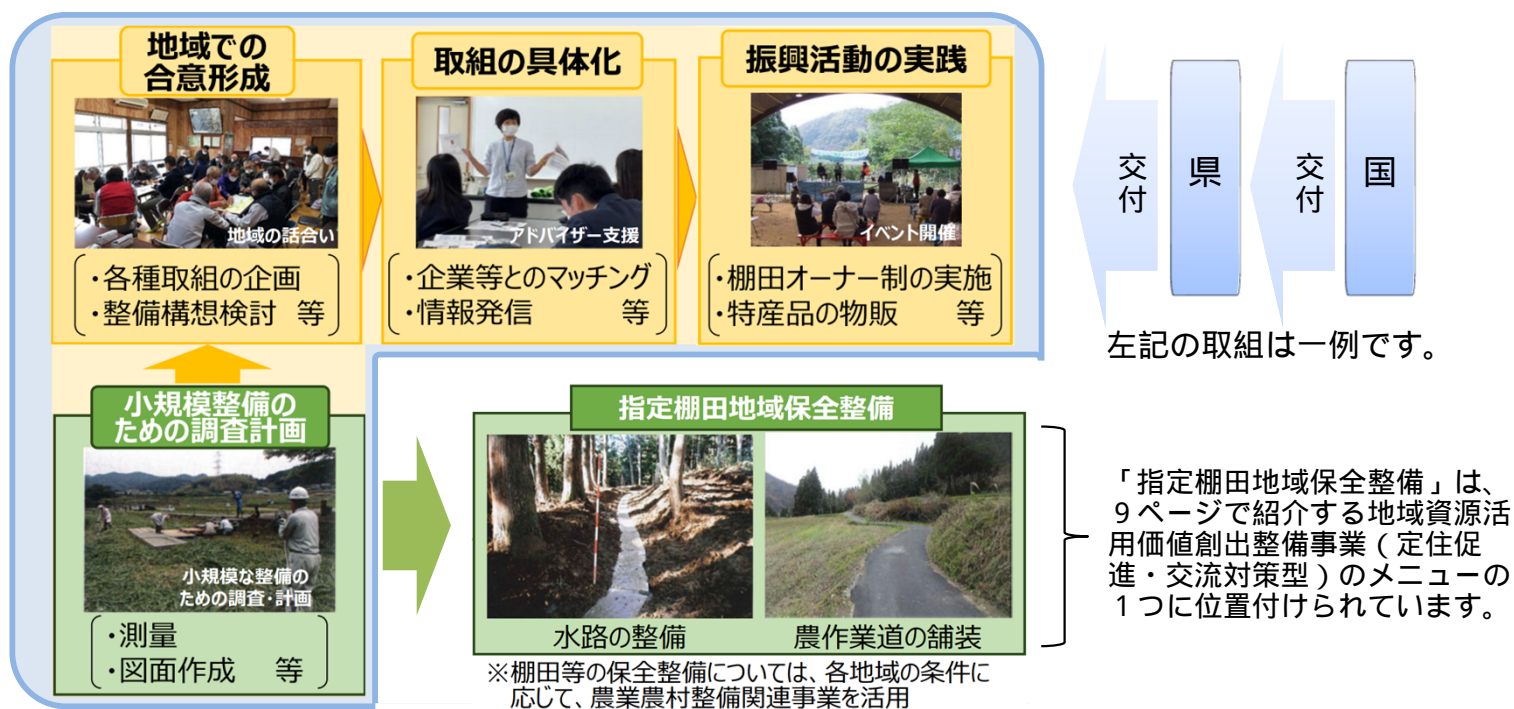 地域での
合意形成
地域の話合い
・各種取組の企画
・整備構想検討 等
取組の具体化
アドバイザー支援
・企業等とのマッチング
・情報発信 等
振興活動の実践
イベント開催
・棚田オーナー制の実施
・特産品の物販 等
交付
県
交付
国
左記の取組は一例です。
小規模整備の
ための調査計画
小規模な整備の
ための調査・計画
・測量
・図面作成 等
指定棚田地域保全整備
水路の整備
農作業道の舗装
※棚田等の保全整備については、各地域の条件に
応じて、農業農村整備関連事業を活用
「指定棚田地域保全整備」は、
９ページで紹介する地域資源活
用価値創出整備事業（定住促
進・交流対策型）のメニューの
１つに位置付けられています。